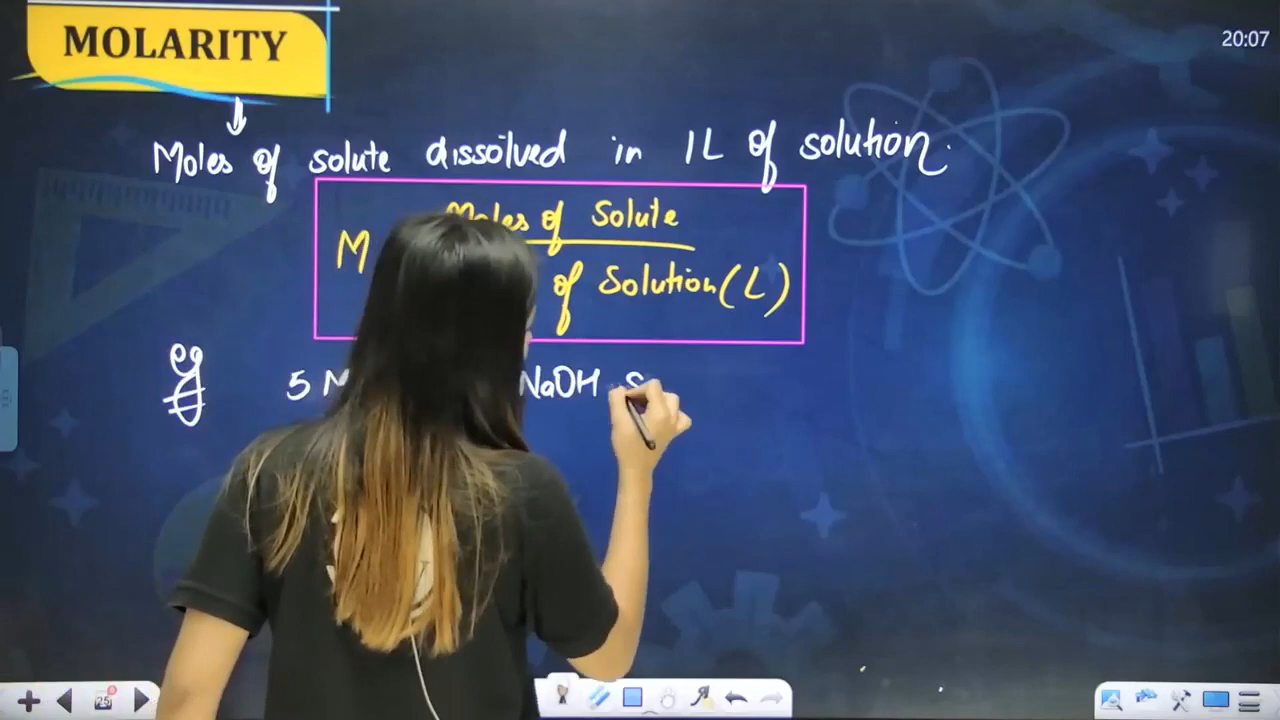 MOLARITY
20:07
Moles of solute dissolved in 1L of solution.
Moles of Solute
M
of Solution (L)
eg 5 M NaOH S
25